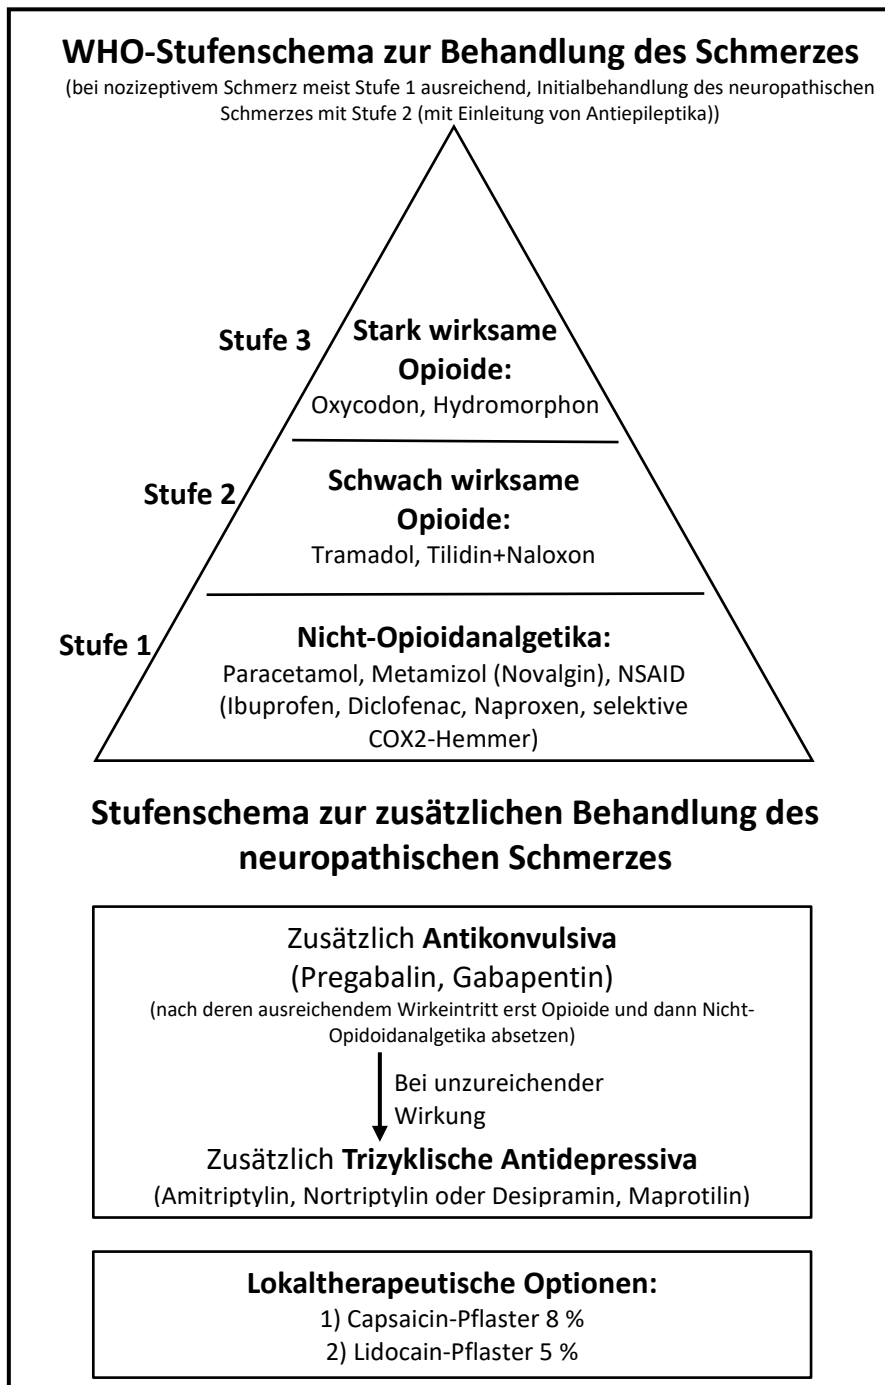 WHO-Stufenschema zur Behandlung des Schmerzes
(bei nozizeptivem Schmerz meist Stufe 1 ausreichend, Initialbehandlung des neuropathischen
Schmerzes mit Stufe 2 (mit Einleitung von Antiepileptika))
Stufe 3
Stark wirksame
Opioide:
Oxycodon, Hydromorphon
Stufe 2
Schwach wirksame
Opioide:
Tramadol, Tilidin+Naloxon
Stufe 1
Nicht-Opioidanalgetika:
Paracetamol, Metamizol (Novalgin), NSAID
(Ibuprofen, Diclofenac, Naproxen, selektive
COX2-Hemmer)
Stufenschema zur zusätzlichen Behandlung des
neuropathischen Schmerzes
Zusätzlich Antikonvulsiva
(Pregabalin, Gabapentin)
(nach deren ausreichendem Wirkeintritt erst Opioide und dann Nicht-
Opidoidanalgetika absetzen)
Bei unzureichender
Wirkung
Zusätzlich Trizyklische Antidepressiva
(Amitriptylin, Nortriptylin oder Desipramin, Maprotilin)
Lokaltherapeutische Optionen:
1) Capsaicin-Pflaster 8 %
2) Lidocain-Pflaster 5 %